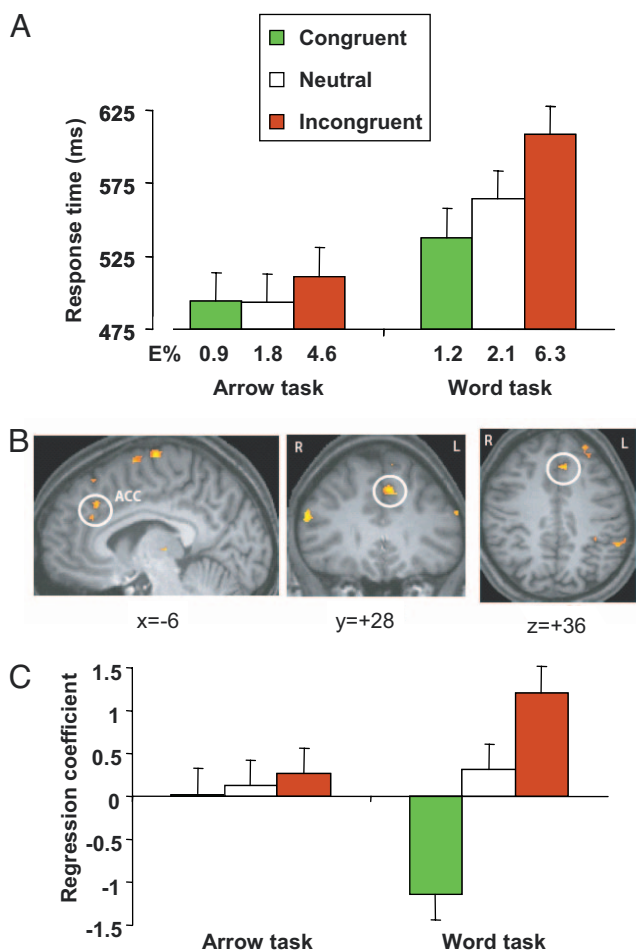 A
Congruent
Neutral
Incongruent
Response time (ms)
625
575
525
475
E% 0.9 1.8 4.6 1.2 2.1 6.3
Arrow task Word task
B
R L R L
ACC
x=-6 y=+28 z=+36
C
Regression coefficient
1.5
1
0.5
0
-0.5
-1
-1.5
Arrow task Word task